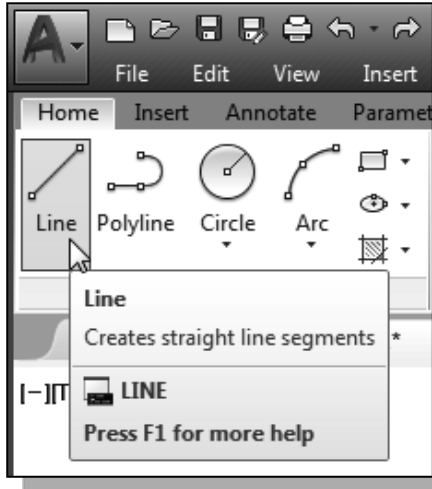 A
File Edit View Insert
Home Insert Annotate Paramet
Line Polyline Circle Arc
Line
Creates straight line segments *
[−][T
LINE
Press F1 for more help